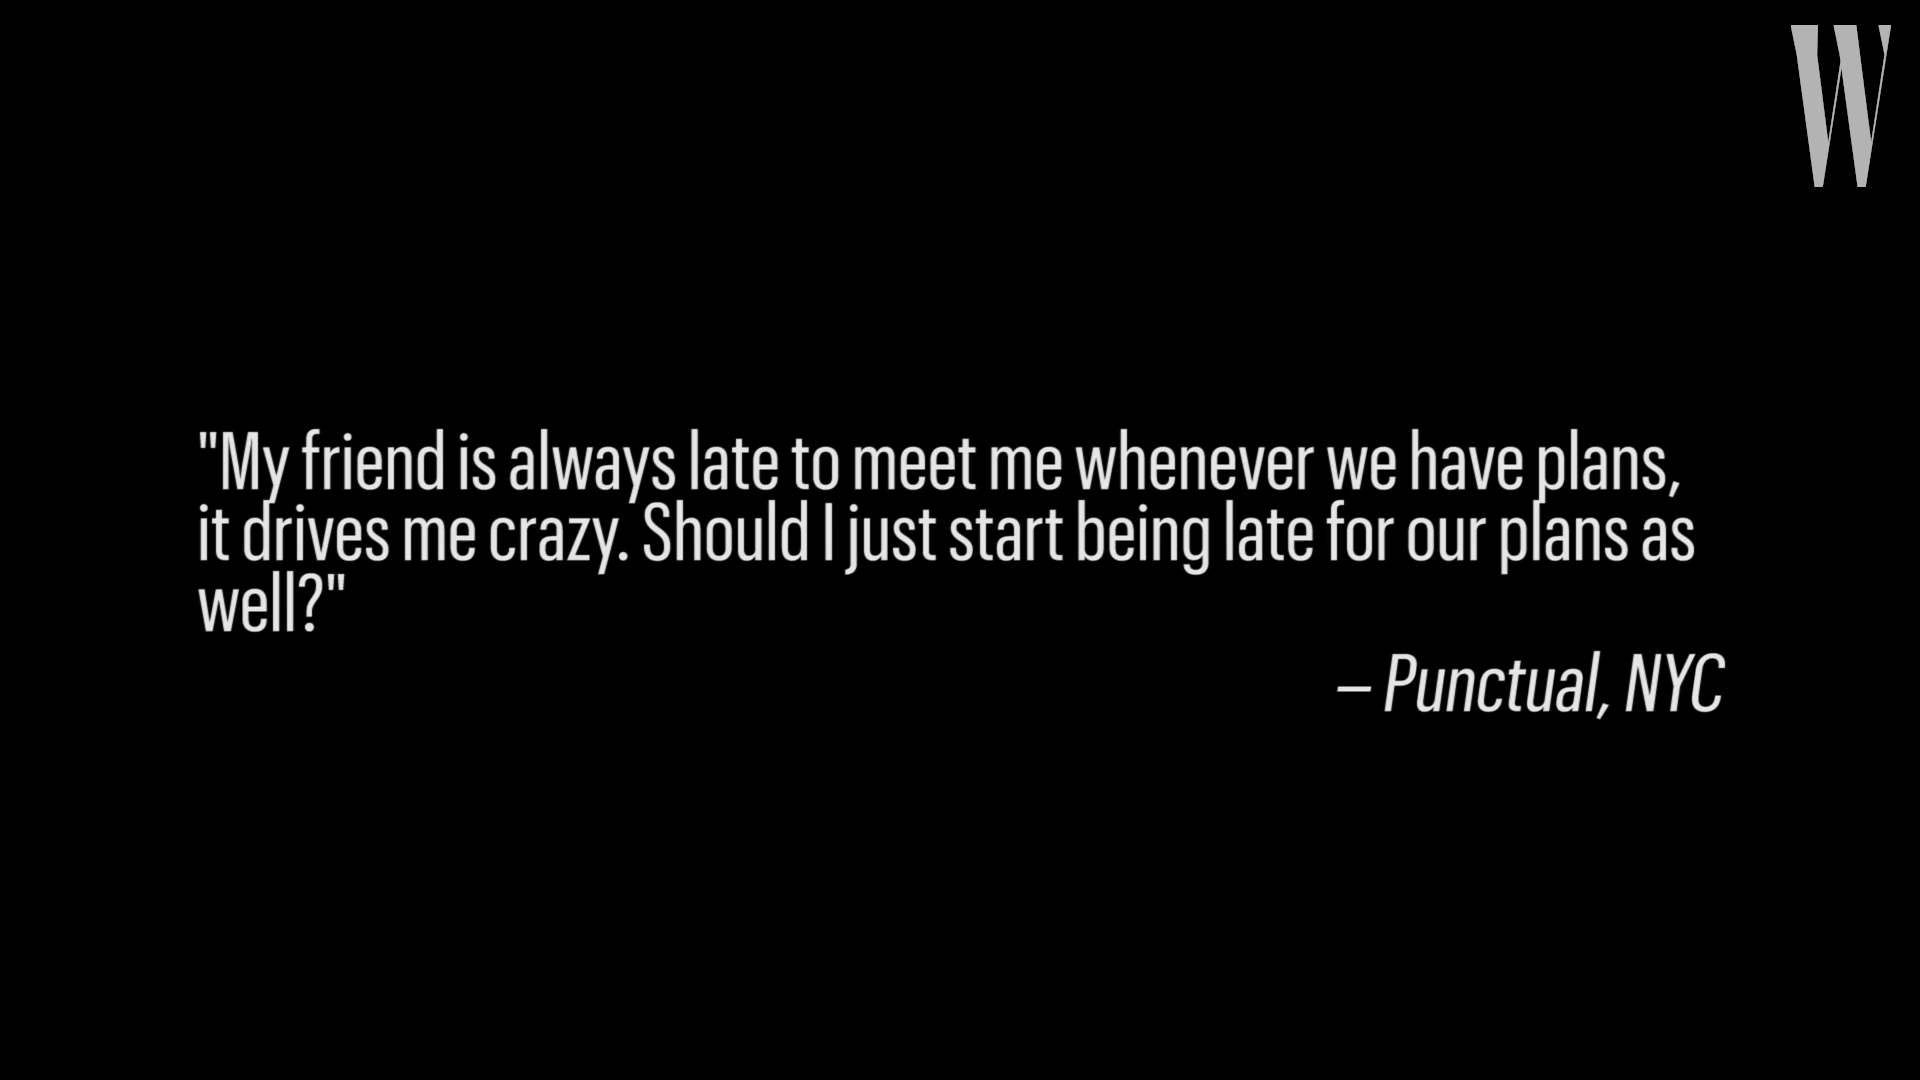 W
"My friend is always late to meet me whenever we have plans,
it drives me crazy. Should I just start being late for our plans as
well?"
– Punctual, NYC